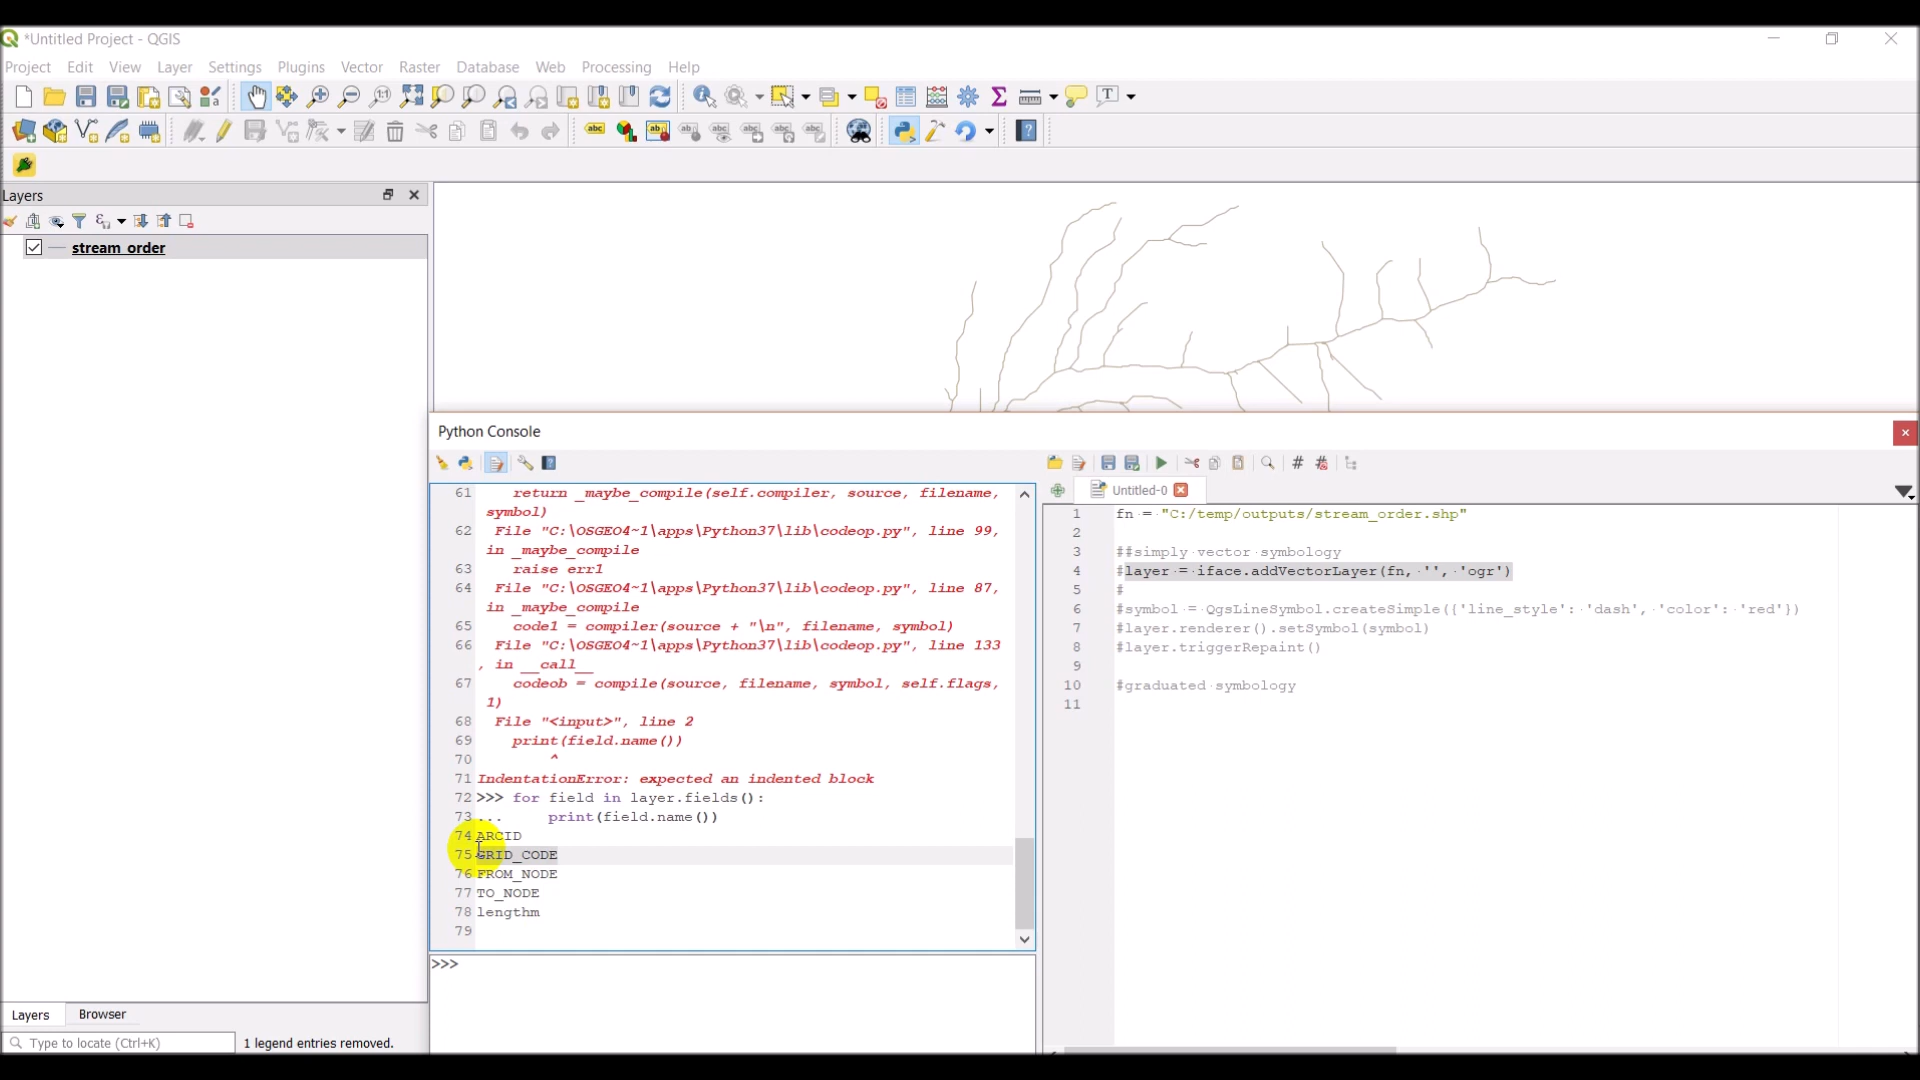 *Untitled Project - QGIS
Project Edit View Layer Settings Plugins Vector Raster Database Web Processing Help
Layers
stream_order
Python Console
61 return _maybe_compile(self.compiler, source, filename,
symbol)
62 File "C:\OSGEO4~1\apps\Python37\lib\codeop.py", line 99,
in _maybe_compile
63 raise err1
64 File "C:\OSGEO4~1\apps\Python37\lib\codeop.py", line 87,
in _maybe_compile
65 code1 = compiler(source + "\n", filename, symbol)
66 File "C:\OSGEO4~1\apps\Python37\lib\codeop.py", line 133
, in __call__
67 codeob = compile(source, filename, symbol, self.flags,
1)
68 File "<input>", line 2
69 print(field.name())
70 ^
71 IndentationError: expected an indented block
72 >>> for field in layer.fields():
73 ... print(field.name())
74 ARCID
75 GRID_CODE
76 FROM_NODE
77 TO_NODE
78 lengthm
79
>>>
Untitled-0
1 fn = "C:/temp/outputs/stream_order.shp"
2
3 ##simply vector symbology
4 #layer = iface.addVectorLayer(fn, '', 'ogr')
5 #
6 #symbol = QgsLineSymbol.createSimple({'line_style': 'dash', 'color': 'red'})
7 #layer.renderer().setSymbol(symbol)
8 #layer.triggerRepaint()
9
10 #graduated symbology
11
Layers Browser
Type to locate (Ctrl+K) 1 legend entries removed.